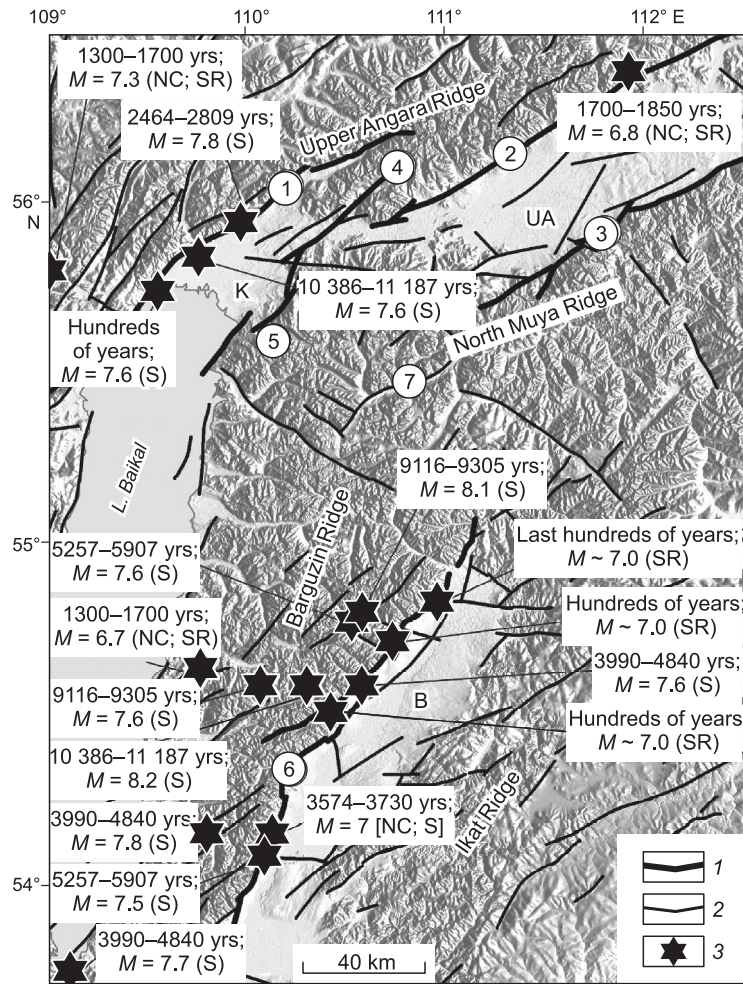 109°
110°
111°
112° E
1300–1700 yrs;
M = 7.3 (NC; SR)
2464–2809 yrs;
M = 7.8 (S)
Upper Angara Ridge
1700–1850 yrs;
M = 6.8 (NC; SR)
1
4
2
56°
N
UA
3
K
10 386–11 187 yrs;
M = 7.6 (S)
Hundreds
of years;
M = 7.6 (S)
5
North Muya Ridge
7
L. Baikal
9116–9305 yrs;
M = 8.1 (S)
55°
Barguzin Ridge
5257–5907 yrs;
M = 7.6 (S)
Last hundreds of years;
M ~ 7.0 (SR)
1300–1700 yrs;
M = 6.7 (NC; SR)
Hundreds of years;
M ~ 7.0 (SR)
3990–4840 yrs;
M = 7.6 (S)
9116–9305 yrs;
M = 7.6 (S)
B
Hundreds of years
M ~ 7.0 (SR)
10 386–11 187 yrs;
M = 8.2 (S)
6
3574–3730 yrs;
M = 7 [NC; S]
Ikat Ridge
3990–4840 yrs;
M = 7.8 (S)
5257–5907 yrs;
M = 7.5 (S)
54°
3990–4840 yrs;
M = 7.7 (S)
40 km
1
2
3